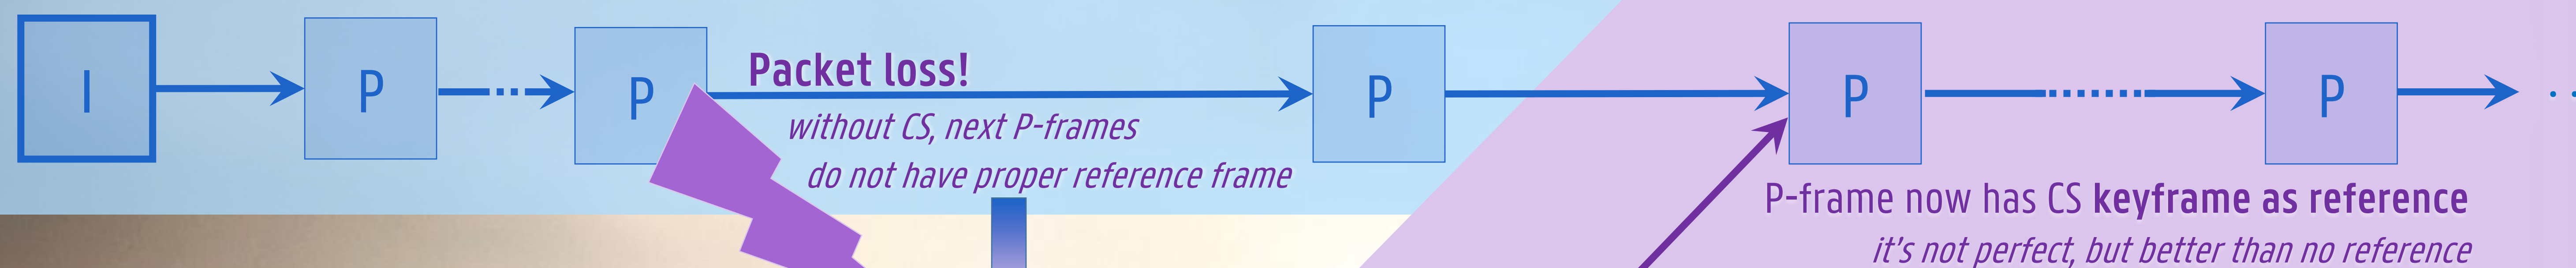 I
P
P
Packet loss!
without CS, next P-frames
do not have proper reference frame
P
P
P
P-frame now has CS keyframe as reference
it's not perfect, but better than no reference